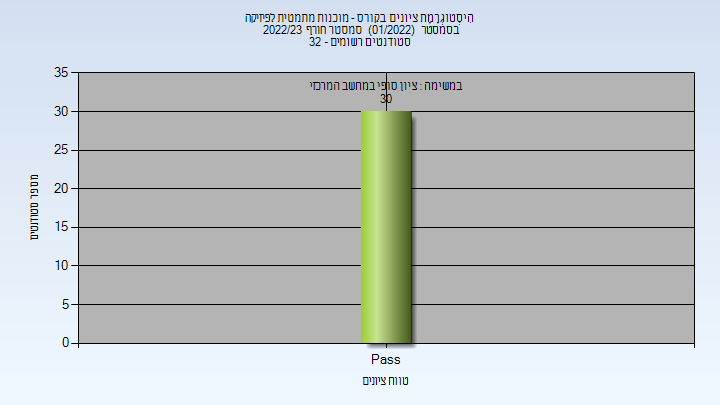 היסטוגרמת ציונים בקורס - מוכנות מתמטית לפיזיקה
בסמסטר (01/2022) סמסטר חורף 2022/23
סטודנטים רשומים - 32
במשימה : ציון סופי במחשב המרכזי
30
35
30
25
20
15
10
5
0
מספר סטודנטים
Pass
טווח ציונים